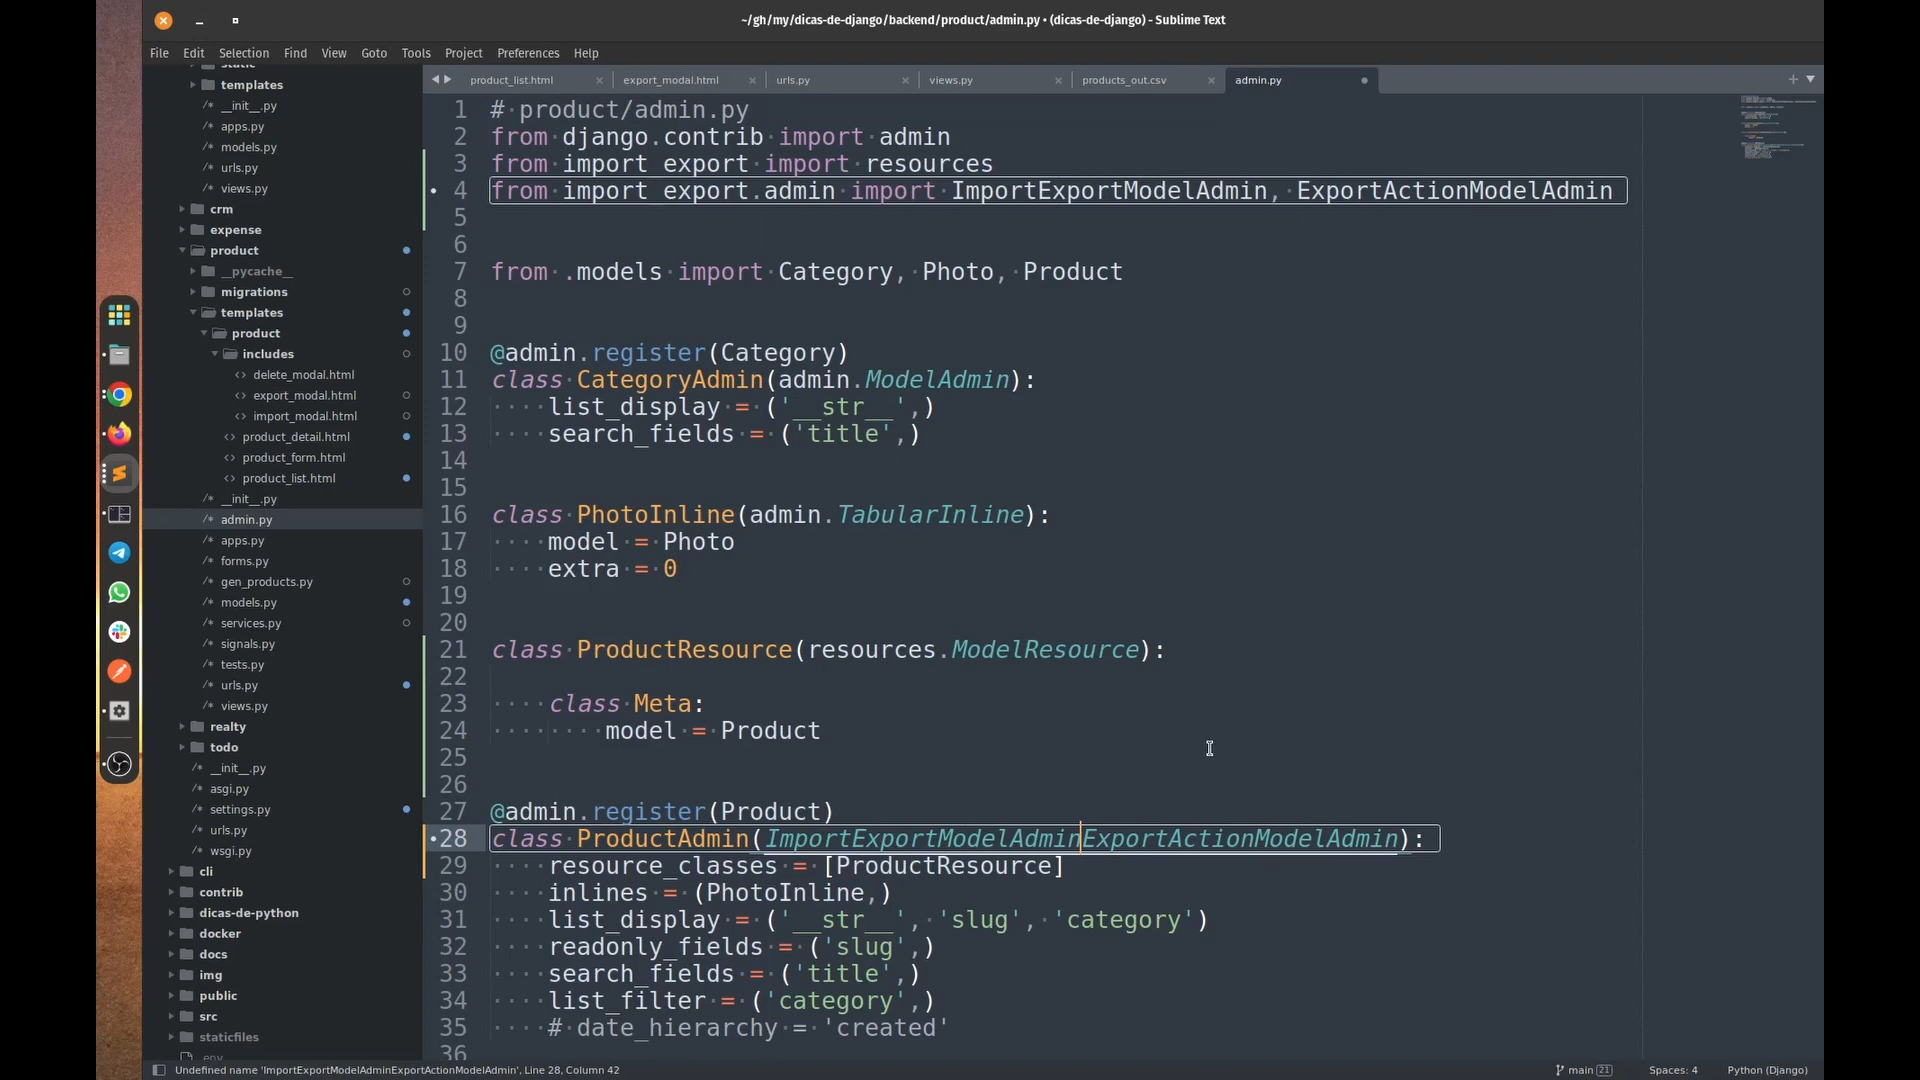 ~/gh/my/dicas-de-django/backend/product/admin.py • (dicas-de-django) - Sublime Text
File Edit Selection Find View Goto Tools Project Preferences Help
static
templates
__init__.py
apps.py
models.py
urls.py
views.py
crm
expense
product
__pycache__
migrations
templates
product
includes
delete_modal.html
export_modal.html
import_modal.html
product_detail.html
product_form.html
product_list.html
__init__.py
admin.py
apps.py
forms.py
gen_products.py
models.py
services.py
signals.py
tests.py
urls.py
views.py
realty
todo
__init__.py
asgi.py
settings.py
urls.py
wsgi.py
cli
contrib
dicas-de-python
docker
docs
img
public
src
staticfiles
.env
product_list.html export_modal.html urls.py views.py products_out.csv admin.py
1 # product/admin.py
2 from django.contrib import admin
3 from import export import resources
4 from import export.admin import ImportExportModelAdmin, ExportActionModelAdmin
5
6
7 from .models import Category, Photo, Product
8
9
10 @admin.register(Category)
11 class CategoryAdmin(admin.ModelAdmin):
12 list_display = ('__str__',)
13 search_fields = ('title',)
14
15
16 class PhotoInline(admin.TabularInline):
17 model = Photo
18 extra = 0
19
20
21 class ProductResource(resources.ModelResource):
22
23 class Meta:
24 model = Product
25
26
27 @admin.register(Product)
28 class ProductAdmin(ImportExportModelAdminExportActionModelAdmin):
29 resource_classes = [ProductResource]
30 inlines = (PhotoInline,)
31 list_display = ('__str__', 'slug', 'category')
32 readonly_fields = ('slug',)
33 search_fields = ('title',)
34 list_filter = ('category',)
35 # date_hierarchy = 'created'
36
Undefined name 'ImportExportModelAdminExportActionModelAdmin', Line 28, Column 42 main 21 Spaces: 4 Python (Django)